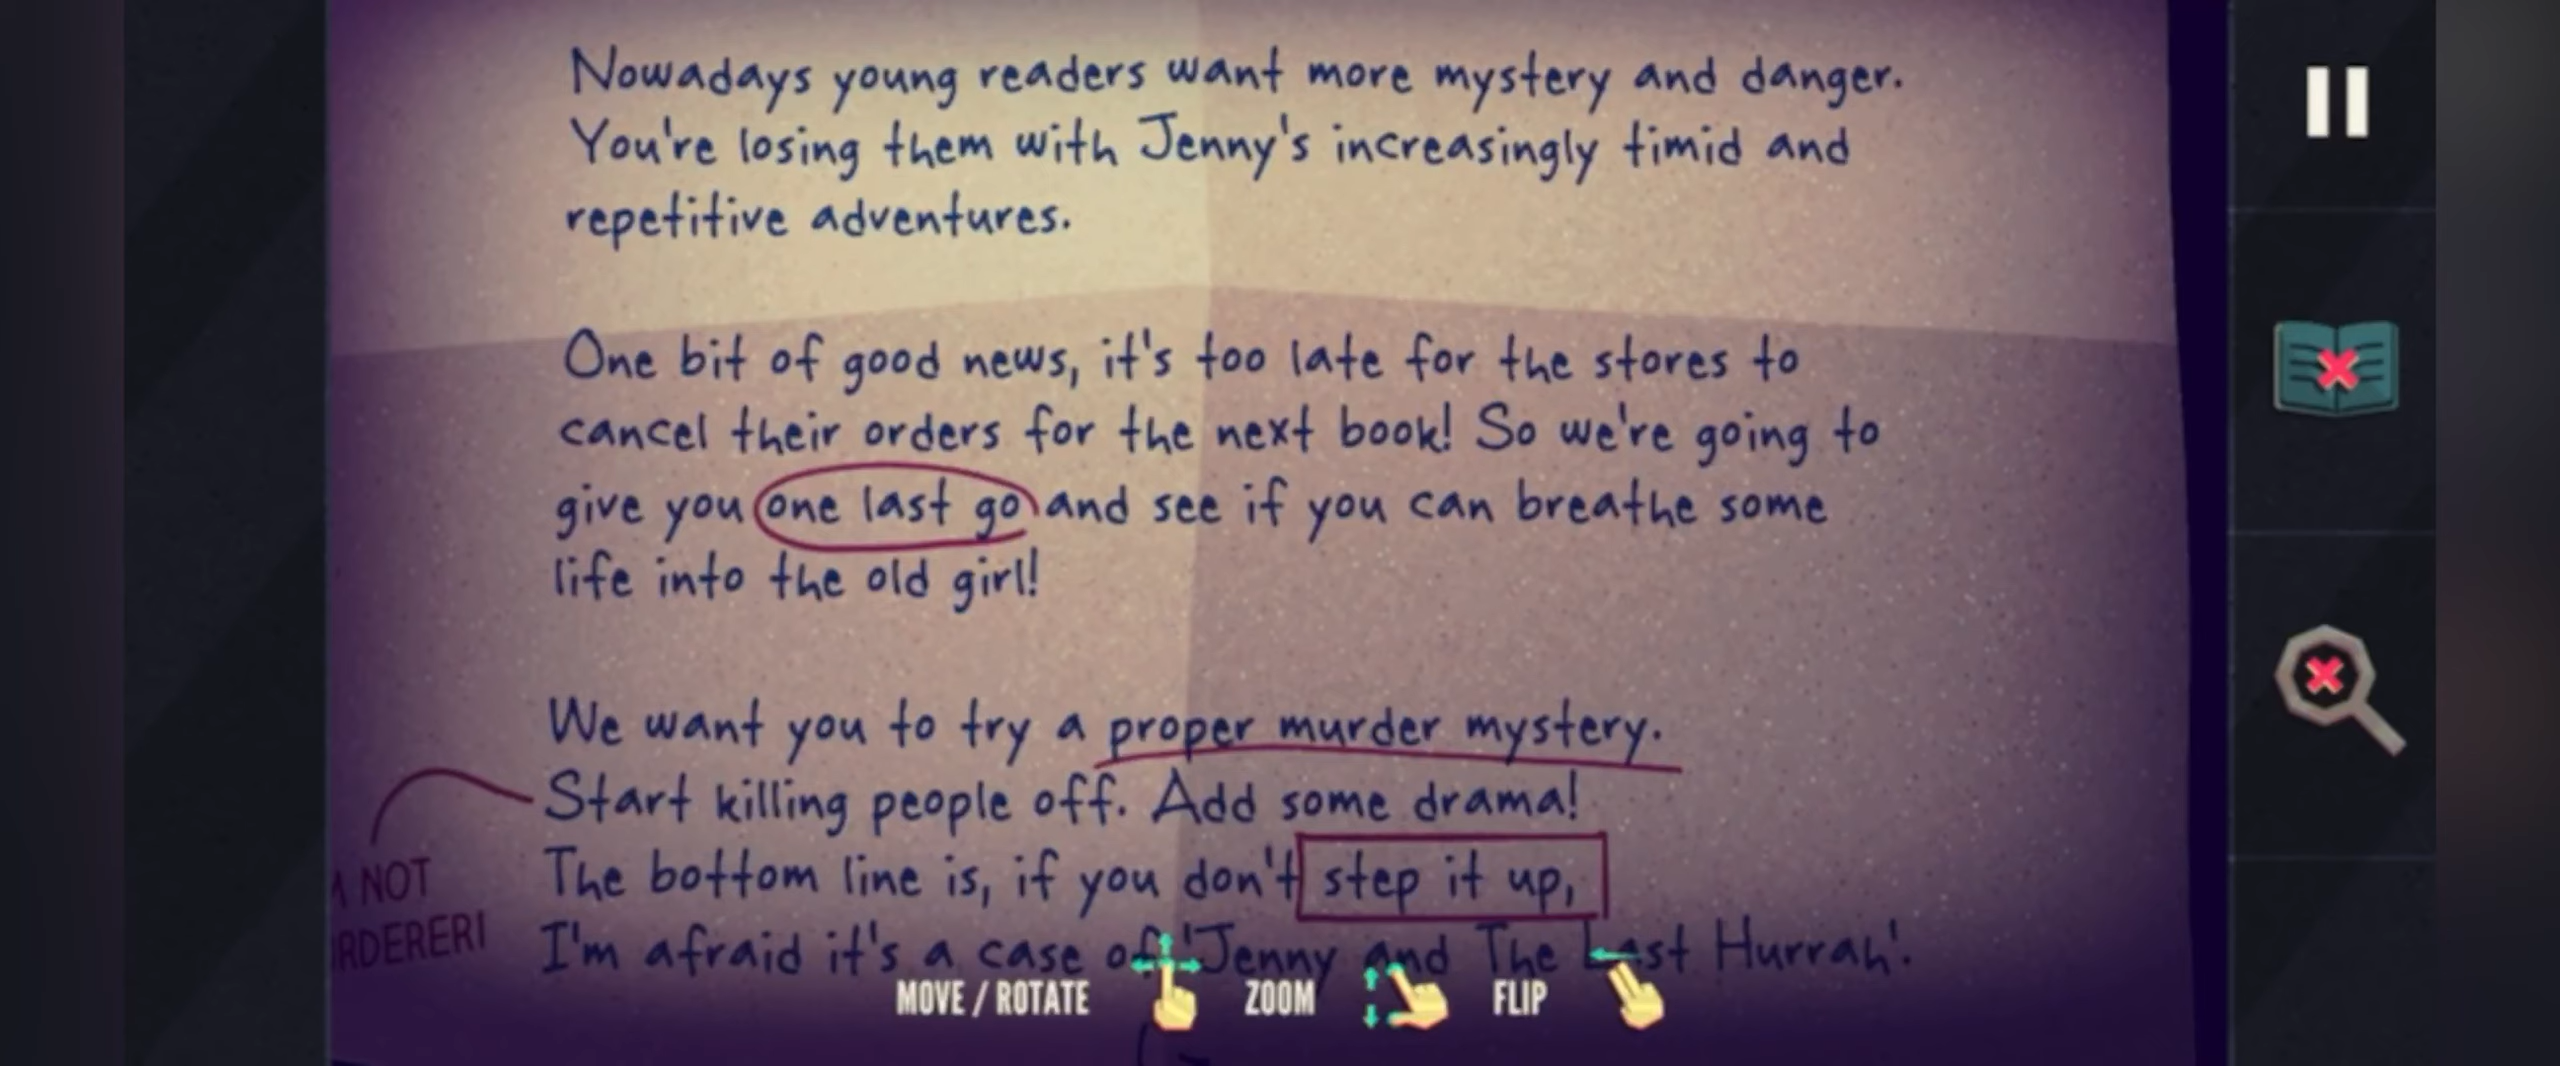 Nowadays young readers want more mystery and danger.
You're losing them with Jenny's increasingly timid and
repetitive adventures.
One bit of good news, it's too late for the stores to
cancel their orders for the next book! So we're going to
give you one last go and see if you can breathe some
life into the old girl!
We want you to try a proper murder mystery.
Start killing people off. Add some drama!
The bottom line is, if you don't step it up,
I'm afraid it's a case of 'Jenny and The Last Hurrah'.
NOT
RDERER!
MOVE / ROTATE ZOOM FLIP